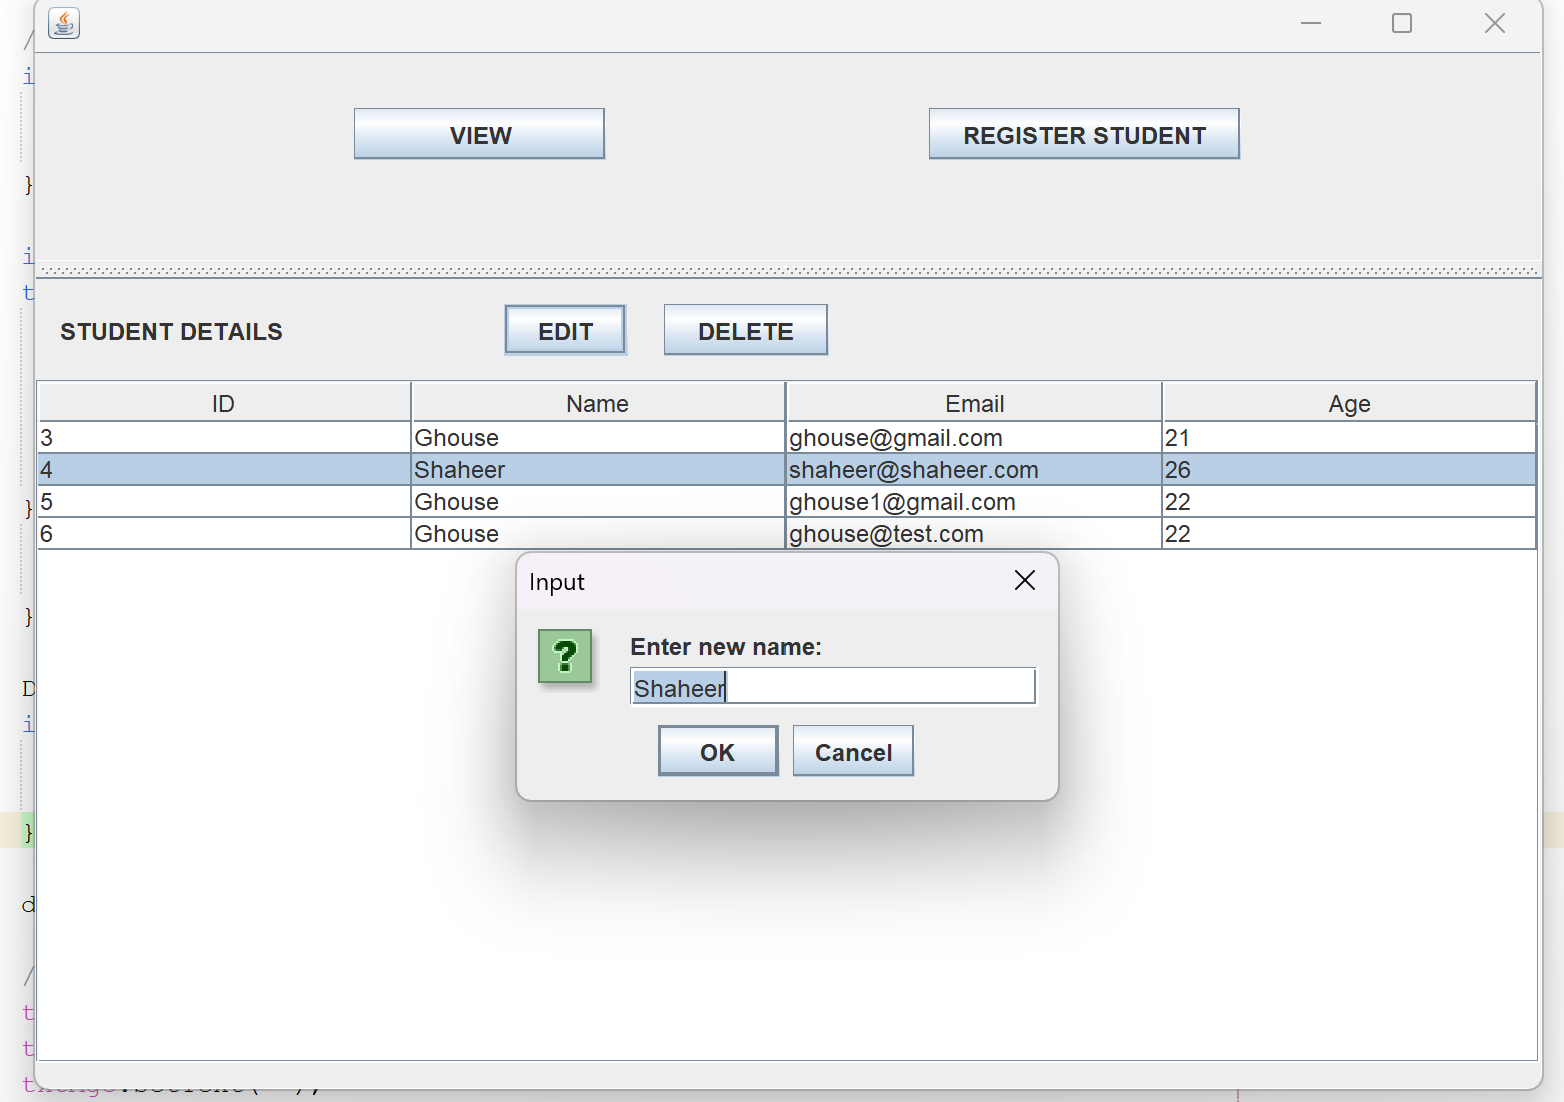 VIEW
REGISTER STUDENT
STUDENT DETAILS
EDIT
DELETE
ID Name Email Age
3 Ghouse ghouse@gmail.com 21
4 Shaheer shaheer@shaheer.com 26
5 Ghouse ghouse1@gmail.com 22
6 Ghouse ghouse@test.com 22
Input
?
Enter new name:
Shaheer
OK
Cancel